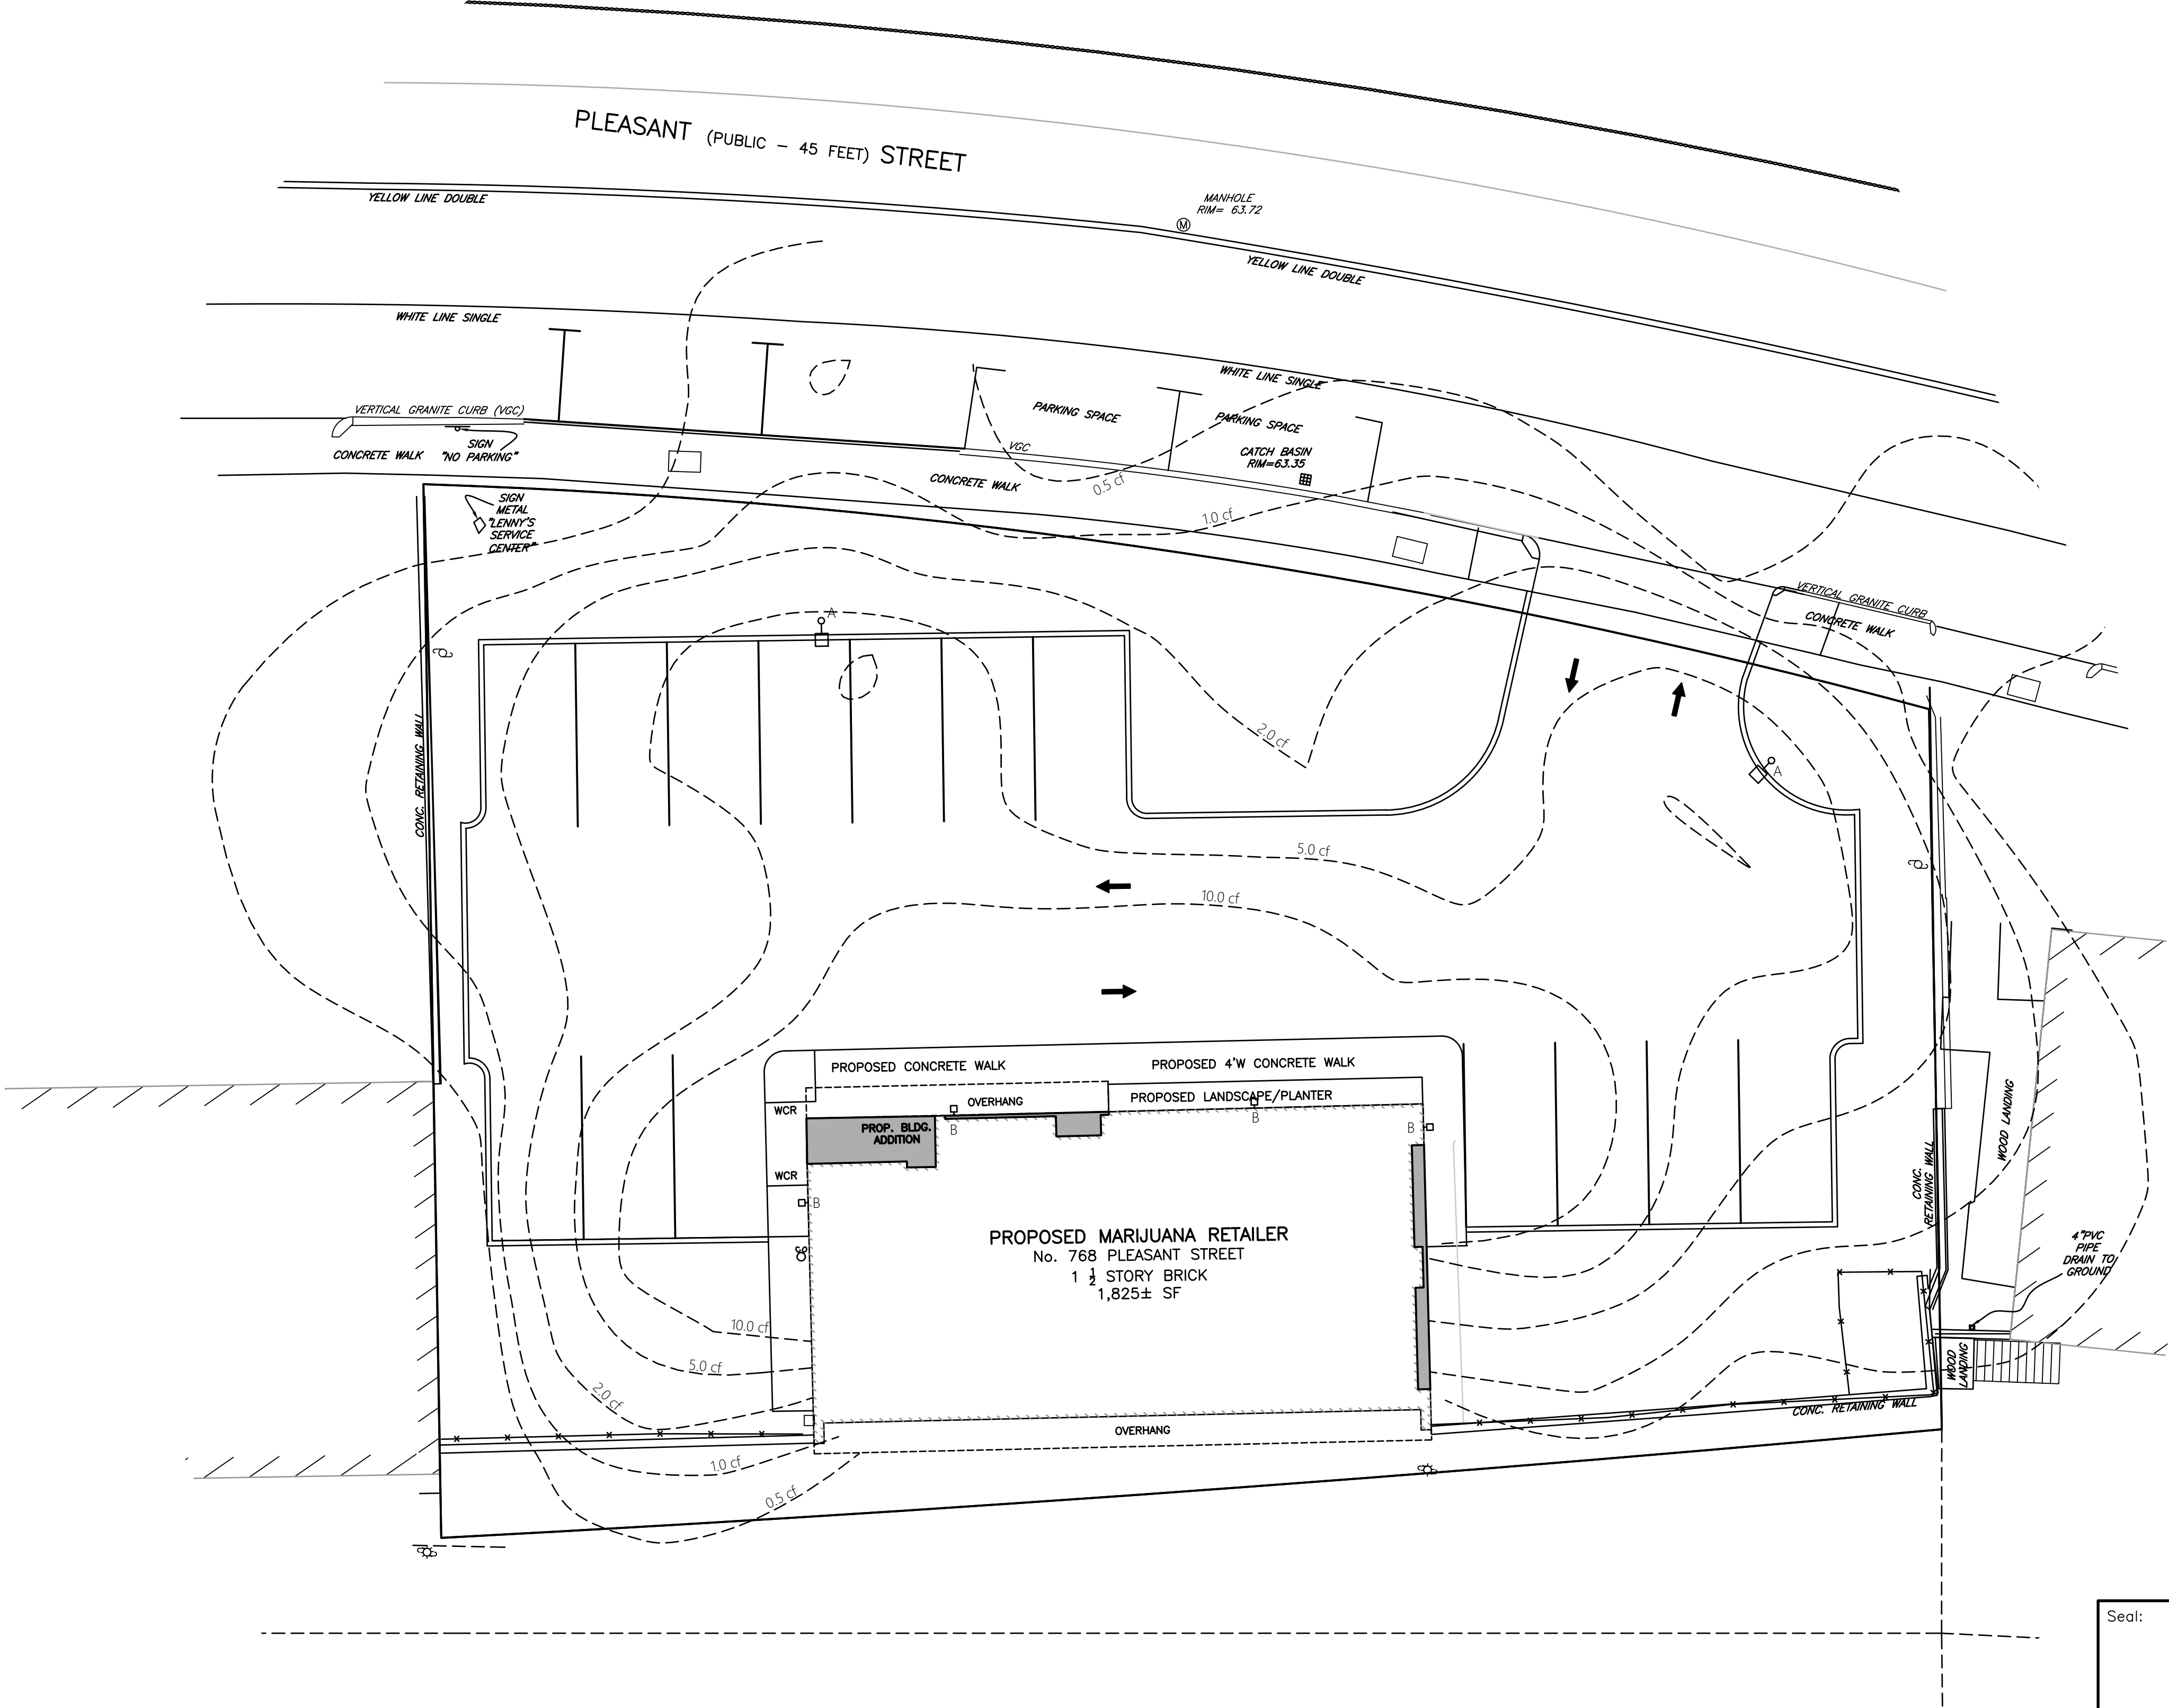 PLEASANT (PUBLIC – 45 FEET) STREET
MANHOLE
RIM= 63.72
Ⓜ
YELLOW LINE DOUBLE
YELLOW LINE DOUBLE
WHITE LINE SINGLE
WHITE LINE SINGLE
VERTICAL GRANITE CURB (VGC)
SIGN
"NO PARKING"
CONCRETE WALK
PARKING SPACE
PARKING SPACE
VGC
CATCH BASIN
RIM=63.35
CONCRETE WALK
0.5 cf
1.0 cf
SIGN
METAL
"LENNY'S
SERVICE
CENTER"
VERTICAL GRANITE CURB
CONCRETE WALK
A
CONC. RETAINING WALL
2.0 cf
A
5.0 cf
10.0 cf
PROPOSED CONCRETE WALK
PROPOSED 4'W CONCRETE WALK
OVERHANG
PROPOSED LANDSCAPE/PLANTER
WCR
PROP. BLDG.
ADDITION
B
B
B
WCR
B
WOOD LANDING
CONC.
RETAINING WALL
PROPOSED MARIJUANA RETAILER
No. 768 PLEASANT STREET
1 1/2 STORY BRICK
1,825± SF
4"PVC
PIPE
DRAIN TO
GROUND
10.0 cf
5.0 cf
2.0 cf
WOOD
LANDING
CONC. RETAINING WALL
OVERHANG
1.0 cf
0.5 cf
Seal: